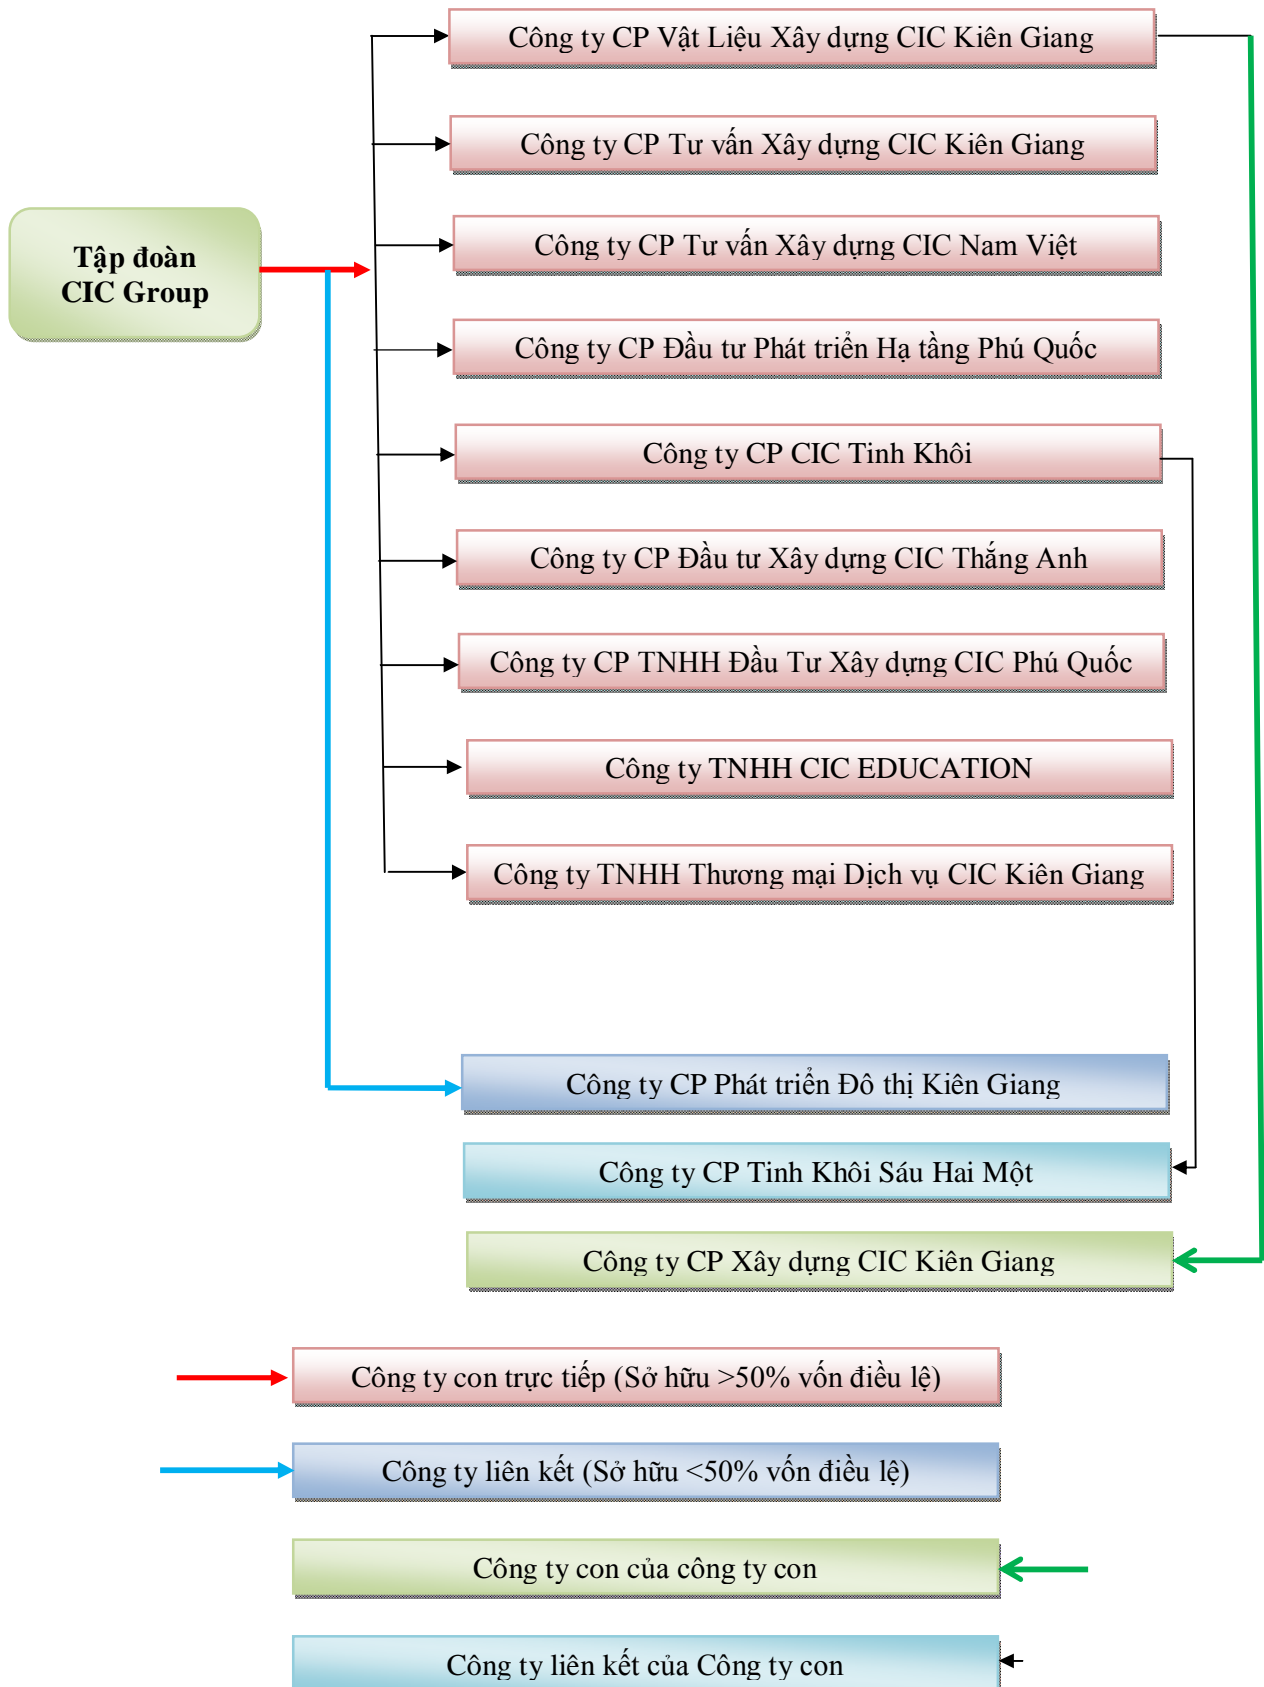 Công ty CP Vật Liệu Xây dựng CIC Kiên Giang
Công ty CP Tư vấn Xây dựng CIC Kiên Giang
Tập đoàn
CIC Group
Công ty CP Tư vấn Xây dựng CIC Nam Việt
Công ty CP Đầu tư Phát triển Hạ tầng Phú Quốc
Công ty CP CIC Tinh Khôi
Công ty CP Đầu tư Xây dựng CIC Thắng Anh
Công ty CP TNHH Đầu Tư Xây dựng CIC Phú Quốc
Công ty TNHH CIC EDUCATION
Công ty TNHH Thương mại Dịch vụ CIC Kiên Giang
Công ty CP Phát triển Đô thị Kiên Giang
Công ty CP Tinh Khôi Sáu Hai Một
Công ty CP Xây dựng CIC Kiên Giang
Công ty con trực tiếp (Sở hữu >50% vốn điều lệ)
Công ty liên kết (Sở hữu <50% vốn điều lệ)
Công ty con của công ty con
Công ty liên kết của Công ty con